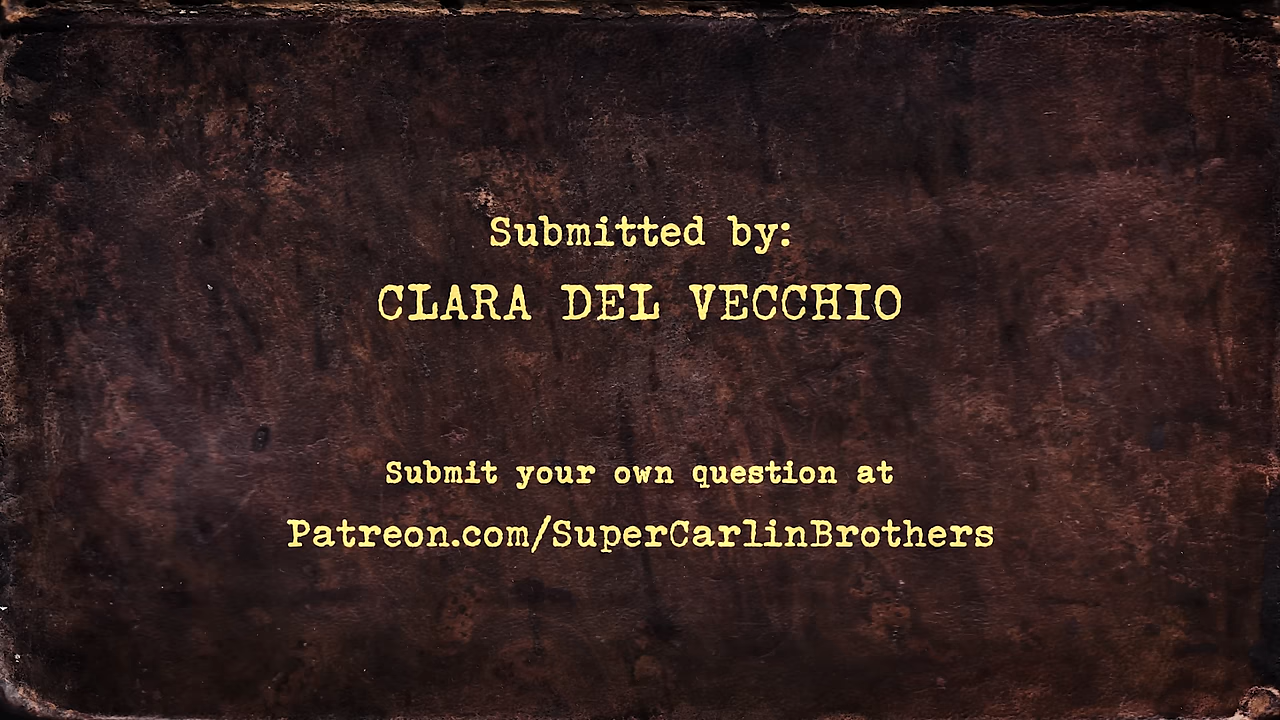 Submitted by:
CLARA DEL VECCHIO
Submit your own question at
Patreon.com/SuperCarlinBrothers